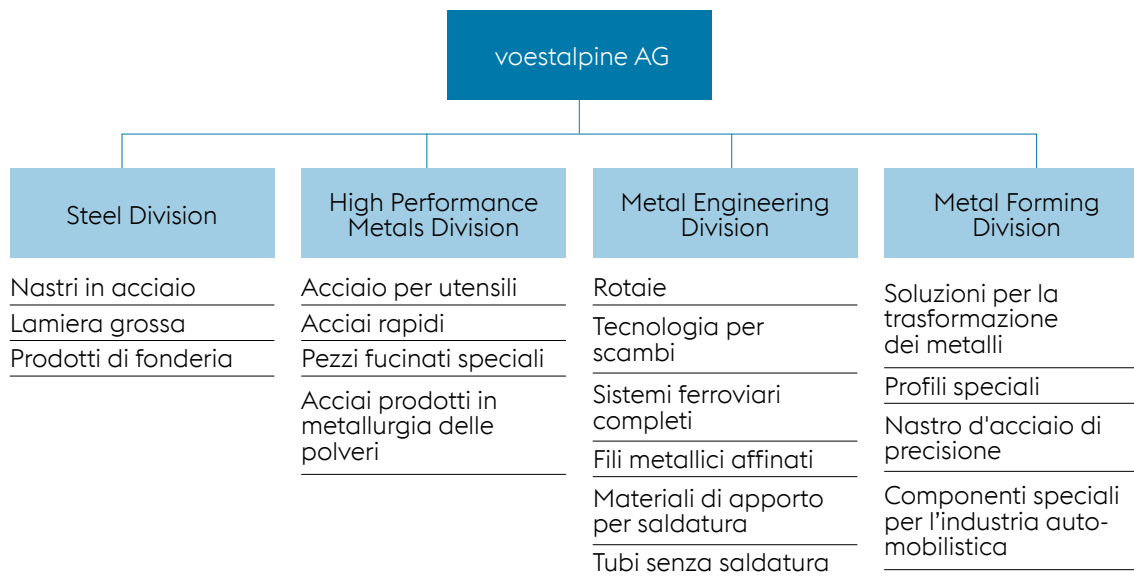 voestalpine AG
Steel Division
Nastri in acciaio
Lamiera grossa
Prodotti di fonderia
High Performance
Metals Division
Acciaio per utensili
Acciai rapidi
Pezzi fucinati speciali
Acciai prodotti in
metallurgia delle
polveri
Metal Engineering
Division
Rotaie
Tecnologia per
scambi
Sistemi ferroviari
completi
Fili metallici affinati
Materiali di apporto
per saldatura
Tubi senza saldatura
Metal Forming
Division
Soluzioni per la
trasformazione
dei metalli
Profili speciali
Nastro d'acciaio di
precisione
Componenti speciali
per l’industria auto-
mobilistica